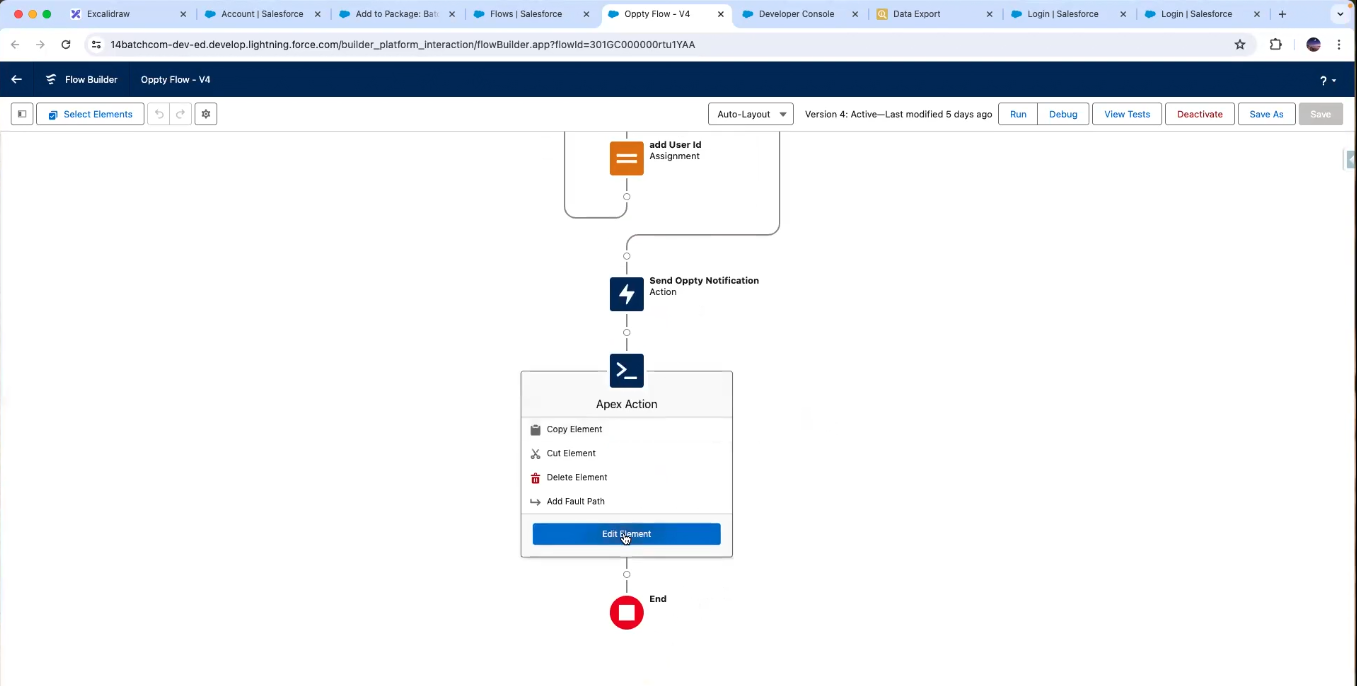 Excalidraw
Account | Salesforce
Add to Package: Batc
Flows | Salesforce
Oppty Flow - V4
Developer Console
Data Export
Login | Salesforce
Login | Salesforce
14batchcom-dev-ed.develop.lightning.force.com/builder_platform_interaction/flowBuilder.app?flowId=301GC000000rtu1YAA
Flow Builder
Oppty Flow - V4
?
Select Elements
Auto-Layout
Version 4: Active—Last modified 5 days ago
Run
Debug
View Tests
Deactivate
Save As
Save
add User Id
Assignment
Send Oppty Notification
Action
Apex Action
Copy Element
Cut Element
Delete Element
Add Fault Path
Edit Element
End